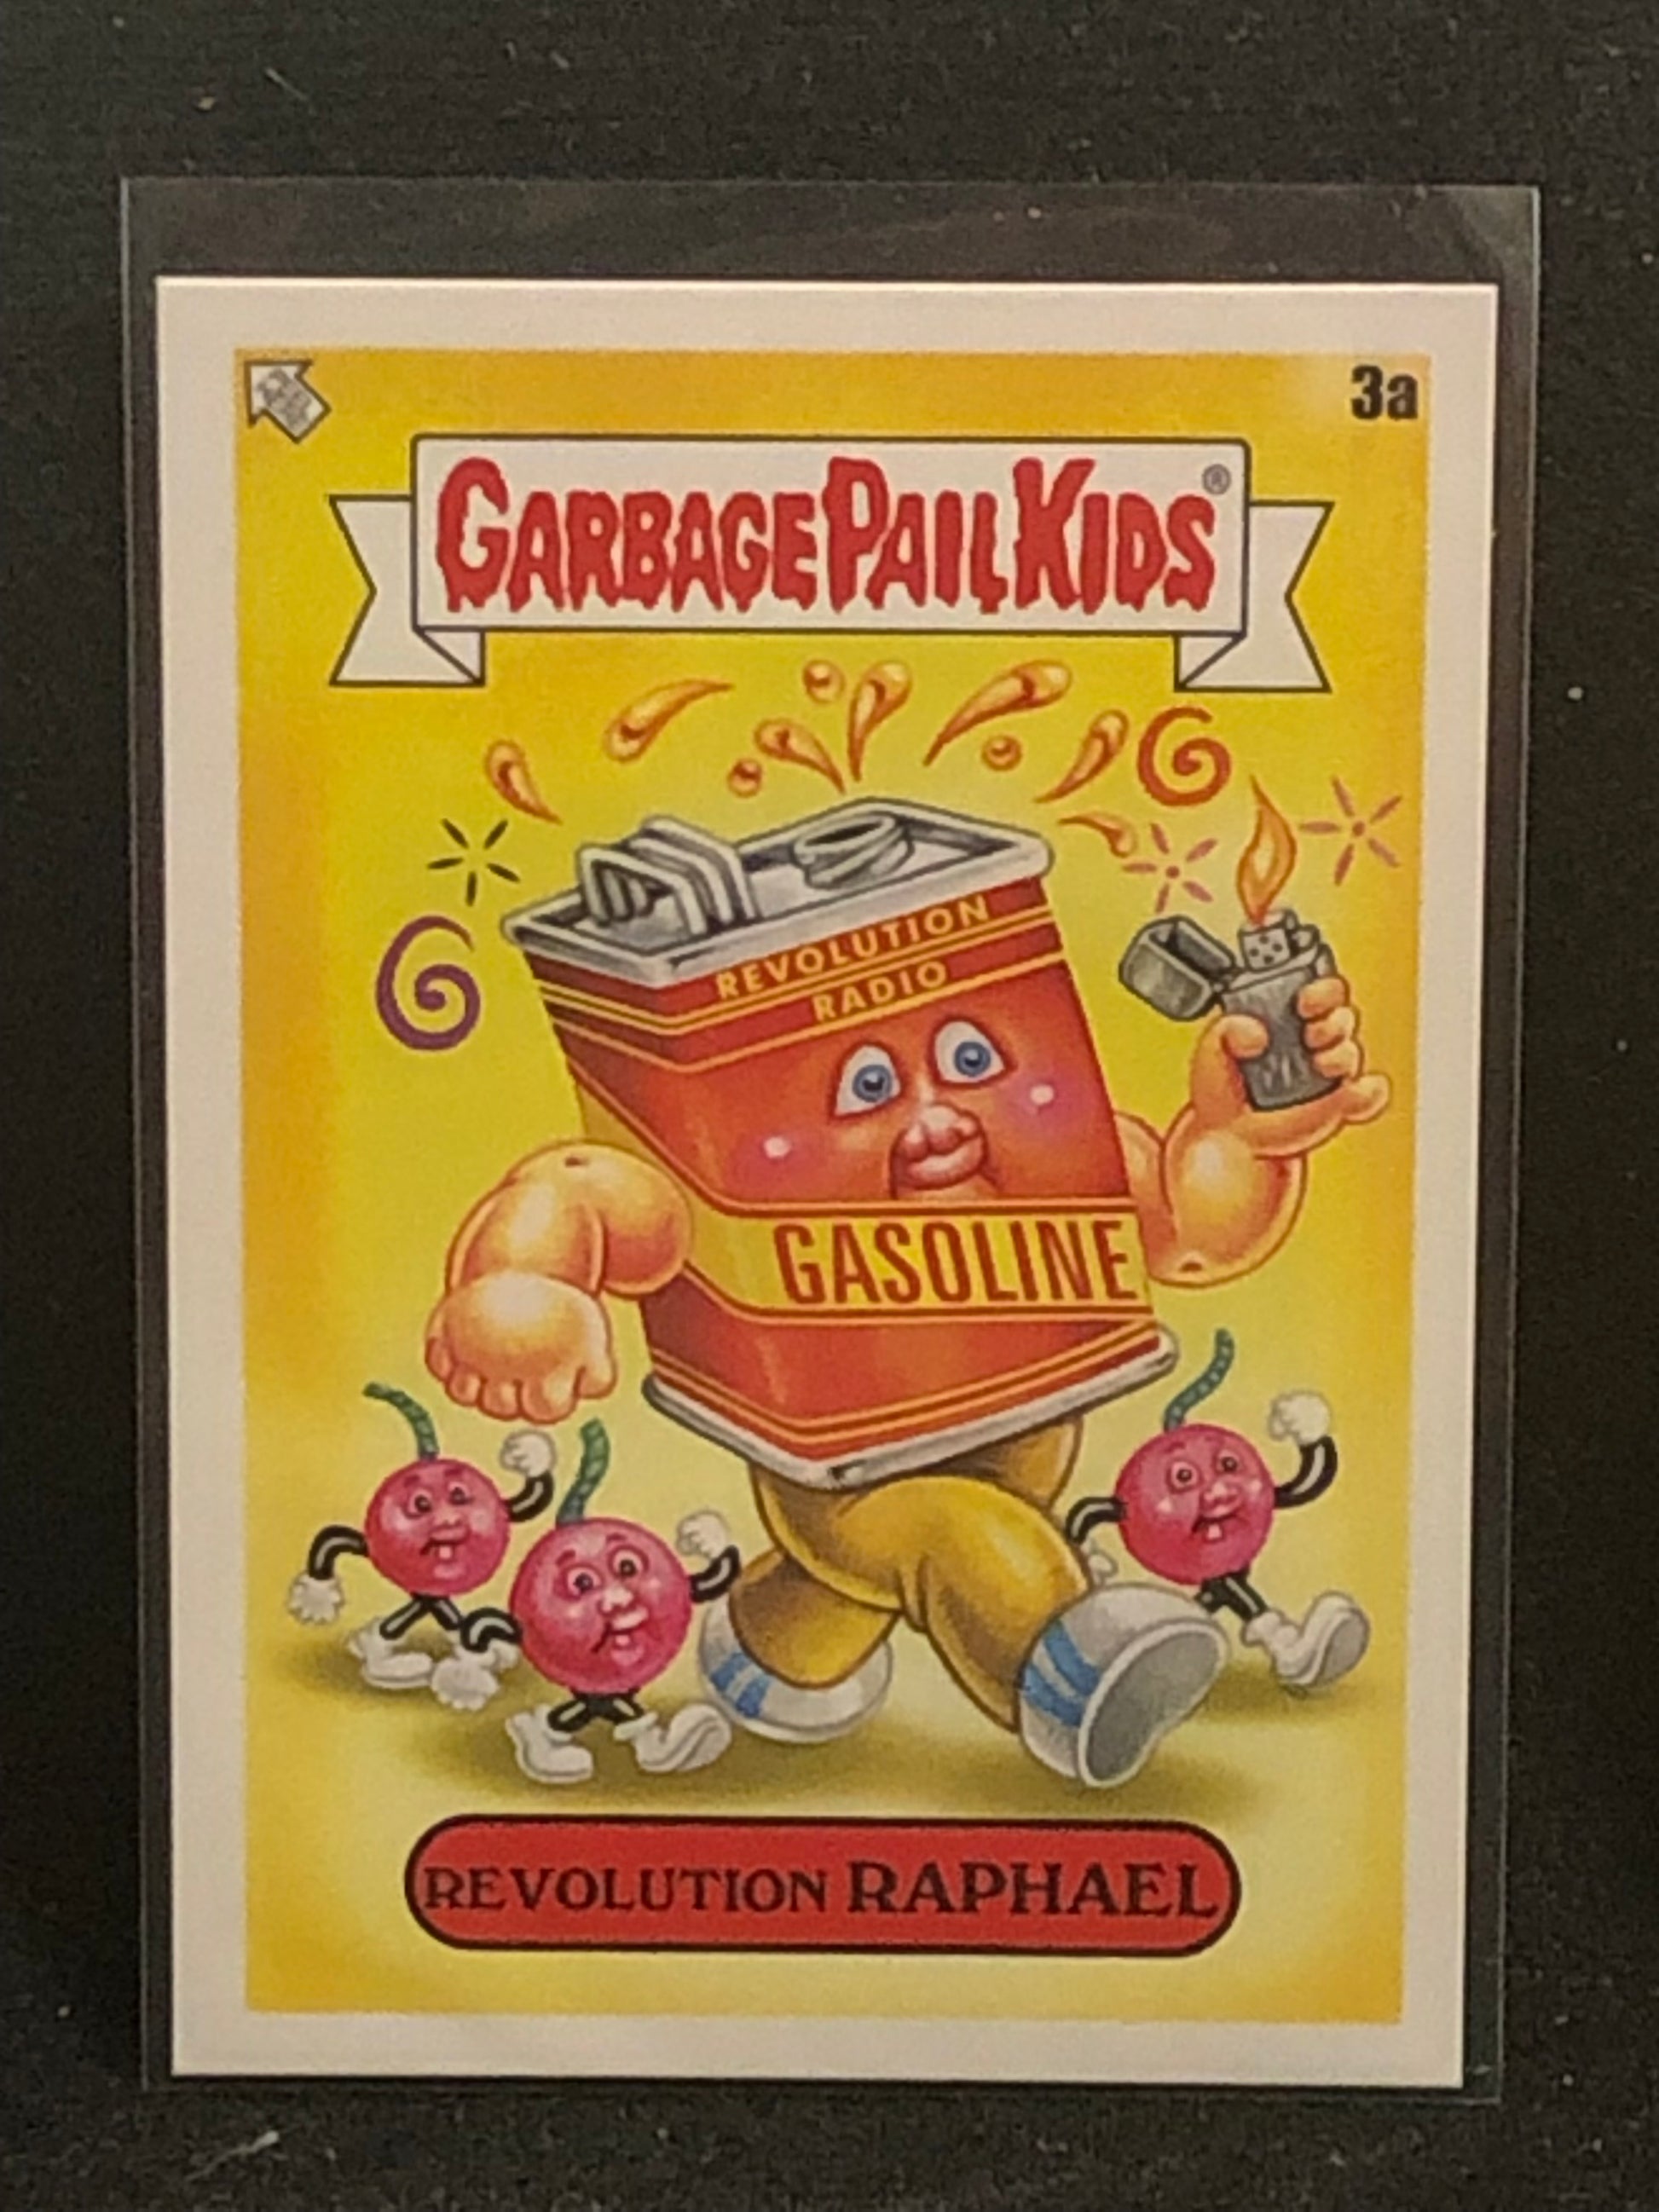 3a
GARBAGE PAIL KIDS®
REVOLUTION
RADIO
GASOLINE
REVOLUTION RAPHAEL